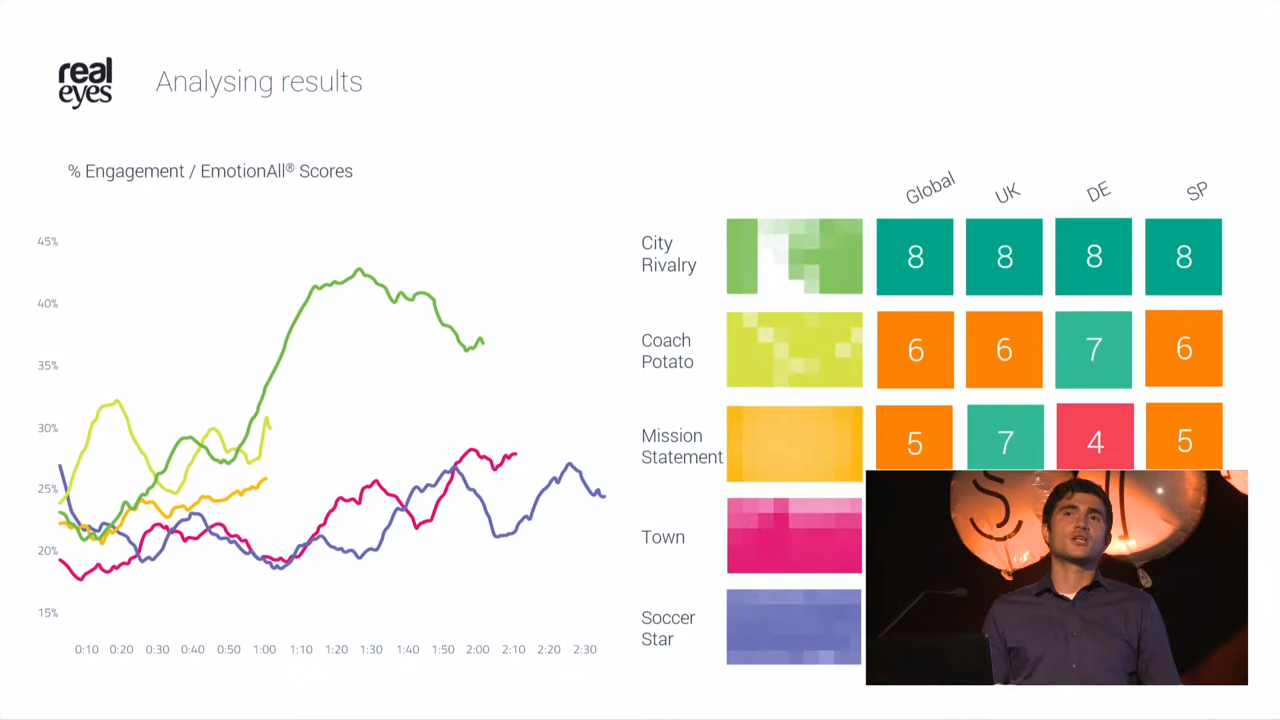 real
eyes
Analysing results
% Engagement / EmotionAll® Scores
45%
40%
35%
30%
25%
20%
15%
0:10 0:20 0:30 0:40 0:50 1:00 1:10 1:20 1:30 1:40 1:50 2:00 2:10 2:20 2:30
Global UK DE SP
City
Rivalry
8 8 8 8
Coach
Potato
6 6 7 6
Mission
Statement
5 7 4 5
Town
Soccer
Star